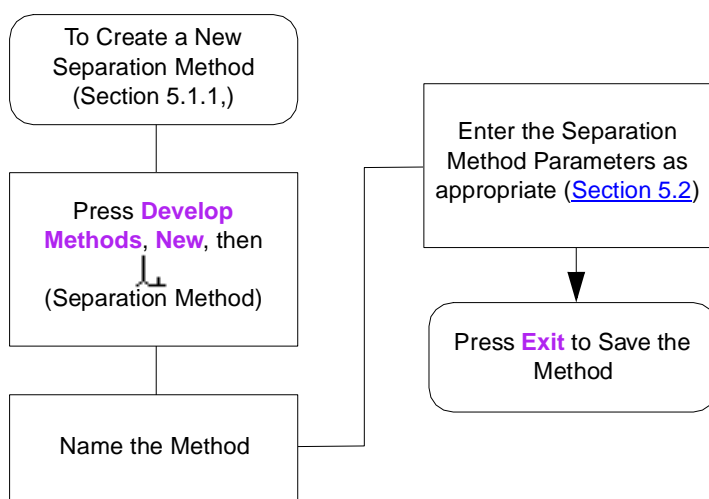 To Create a New
Separation Method
(Section 5.1.1,)
Press Develop
Methods, New, then
(Separation Method)
Name the Method
Enter the Separation
Method Parameters as
appropriate (Section 5.2)
Press Exit to Save the
Method